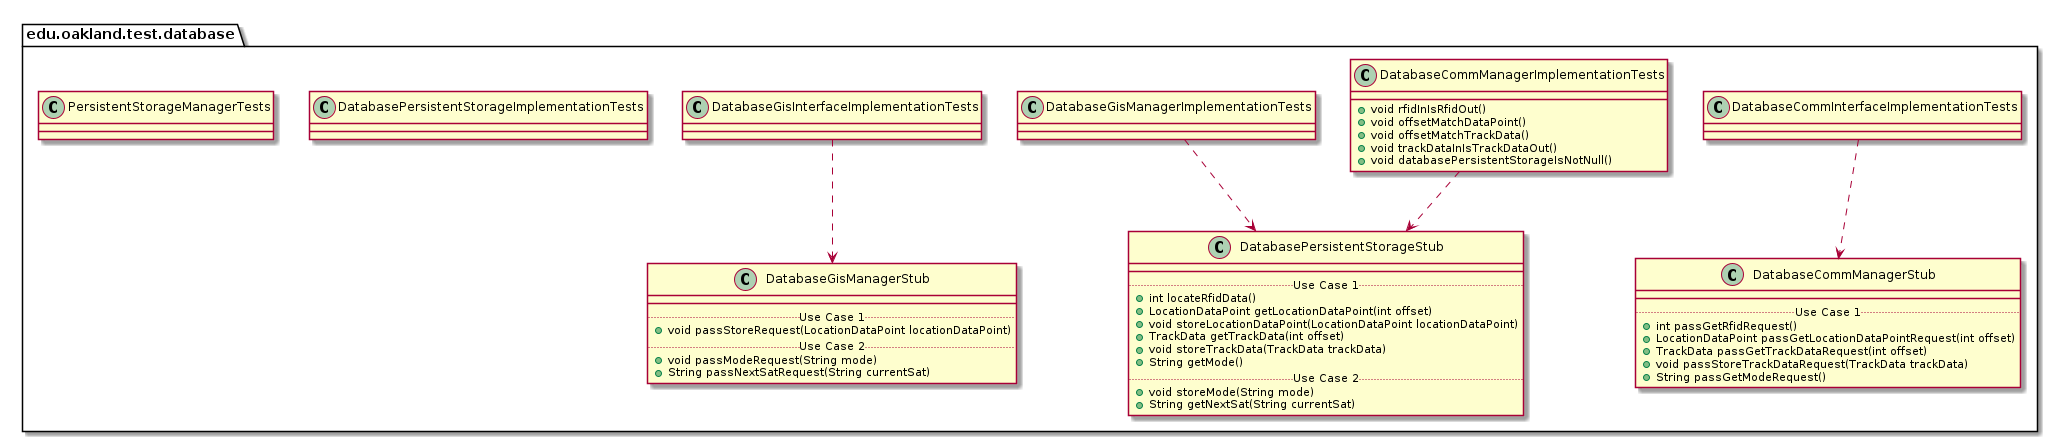 edu.oakland.test.database
C PersistentStorageManagerTests
C DatabasePersistentStorageImplementationTests
C DatabaseGisInterfaceImplementationTests
C DatabaseGisManagerImplementationTests
C DatabaseCommManagerImplementationTests
void rfidInIsRfidOut()
void offsetMatchDataPoint()
void offsetMatchTrackData()
void trackDataInIsTrackDataOut()
void databasePersistentStorageIsNotNull()
C DatabaseCommInterfaceImplementationTests
C DatabaseGisManagerStub
Use Case 1
void passStoreRequest(LocationDataPoint locationDataPoint)
Use Case 2
void passModeRequest(String mode)
String passNextSatRequest(String currentSat)
C DatabasePersistentStorageStub
Use Case 1
int locateRfidData()
LocationDataPoint getLocationDataPoint(int offset)
void storeLocationDataPoint(LocationDataPoint locationDataPoint)
TrackData getTrackData(int offset)
void storeTrackData(TrackData trackData)
String getMode()
Use Case 2
void storeMode(String mode)
String getNextSat(String currentSat)
C DatabaseCommManagerStub
Use Case 1
int passGetRfidRequest()
LocationDataPoint passGetLocationDataPointRequest(int offset)
TrackData passGetTrackDataRequest(int offset)
void passStoreTrackDataRequest(TrackData trackData)
String passGetModeRequest()